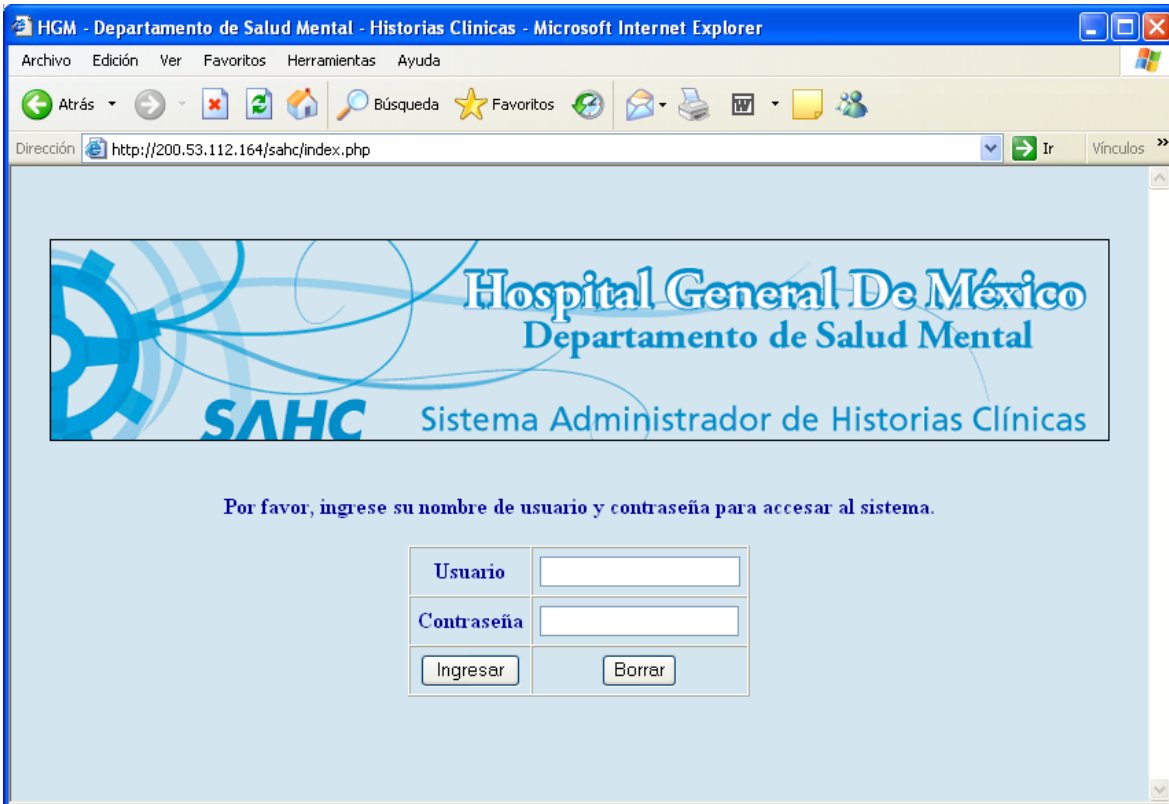 HGM - Departamento de Salud Mental - Historias Clinicas - Microsoft Internet Explorer
Archivo Edición Ver Favoritos Herramientas Ayuda
Atrás Búsqueda Favoritos
Dirección http://200.53.112.164/sahc/index.php Ir Vínculos »
Hospital General De México
Departamento de Salud Mental
SAHC Sistema Administrador de Historias Clínicas
Por favor, ingrese su nombre de usuario y contraseña para accesar al sistema.
Usuario
Contraseña
Ingresar Borrar